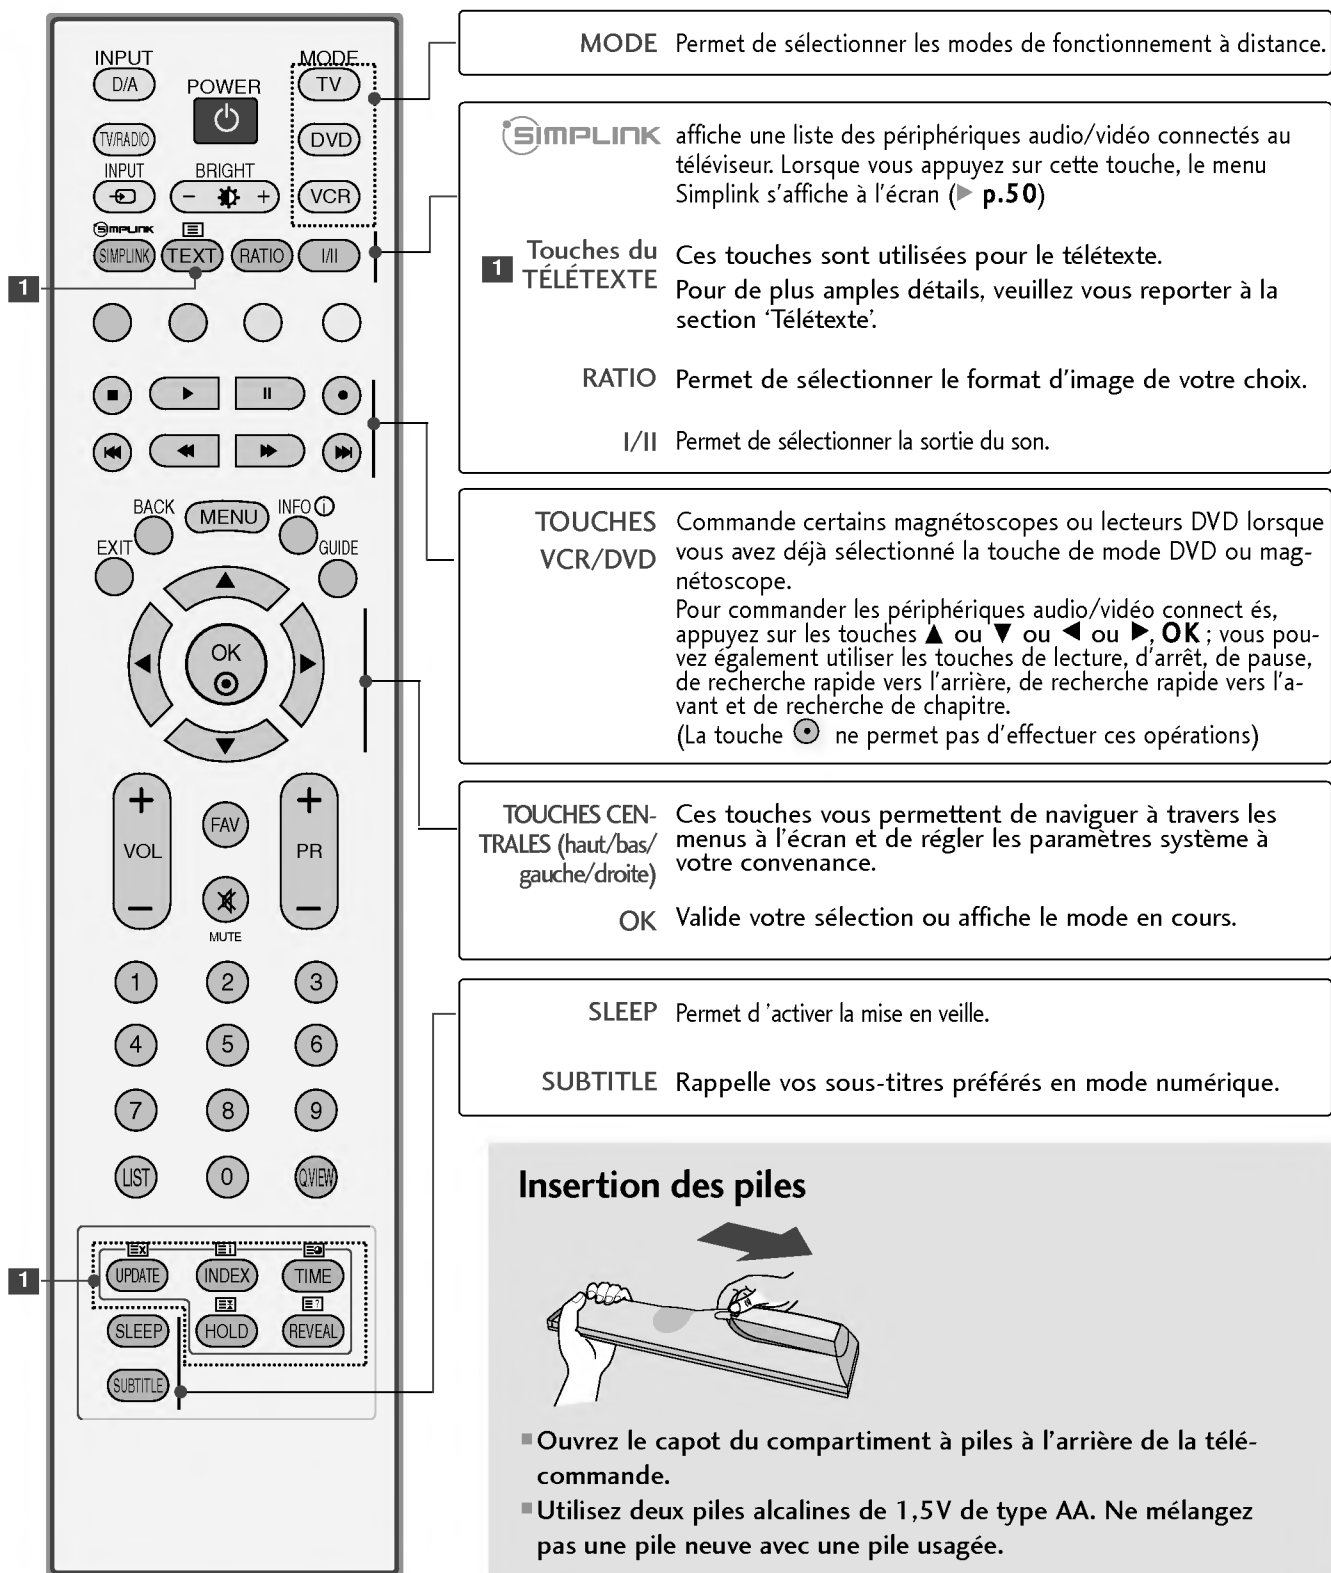 INPUT
MODE
D/A
POWER
TV
TV/RADIO
DVD
INPUT
BRIGHT
- +
VCR
SIMPLINK
SIMPLINK
TEXT
RATIO
I/II
1
BACK
MENU
INFO i
EXIT
GUIDE
OK
+
VOL
-
FAV
MUTE
+
PR
-
1 2 3
4 5 6
7 8 9
LIST 0 Q.VIEW
1
UPDATE INDEX TIME
SLEEP HOLD REVEAL
SUBTITLE
MODE Permet de sélectionner les modes de fonctionnement à distance.
SIMPLINK affiche une liste des périphériques audio/vidéo connectés au
téléviseur. Lorsque vous appuyez sur cette touche, le menu
Simplink s'affiche à l'écran (▶ p.50)
1 Touches du TÉLÉTEXTE Ces touches sont utilisées pour le télétexte.
Pour de plus amples détails, veuillez vous reporter à la
section ‘Télétexte’.
RATIO Permet de sélectionner le format d'image de votre choix.
I/II Permet de sélectionner la sortie du son.
TOUCHES VCR/DVD Commande certains magnétoscopes ou lecteurs DVD lorsque
vous avez déjà sélectionné la touche de mode DVD ou mag-
nétoscope.
Pour commander les périphériques audio/vidéo connect és,
appuyez sur les touches ▲ ou ▼ ou ◀ ou ▶, OK ; vous pou-
vez également utiliser les touches de lecture, d'arrêt, de pause,
de recherche rapide vers l'arrière, de recherche rapide vers l'a-
vant et de recherche de chapitre.
(La touche ⊙ ne permet pas d'effectuer ces opérations)
TOUCHES CEN-
TRALES (haut/bas/
gauche/droite)
Ces touches vous permettent de naviguer à travers les
menus à l'écran et de régler les paramètres système à
votre convenance.
OK Valide votre sélection ou affiche le mode en cours.
SLEEP Permet d 'activer la mise en veille.
SUBTITLE Rappelle vos sous-titres préférés en mode numérique.
Insertion des piles
■ Ouvrez le capot du compartiment à piles à l'arrière de la télé-
commande.
■ Utilisez deux piles alcalines de 1,5V de type AA. Ne mélangez
pas une pile neuve avec une pile usagée.